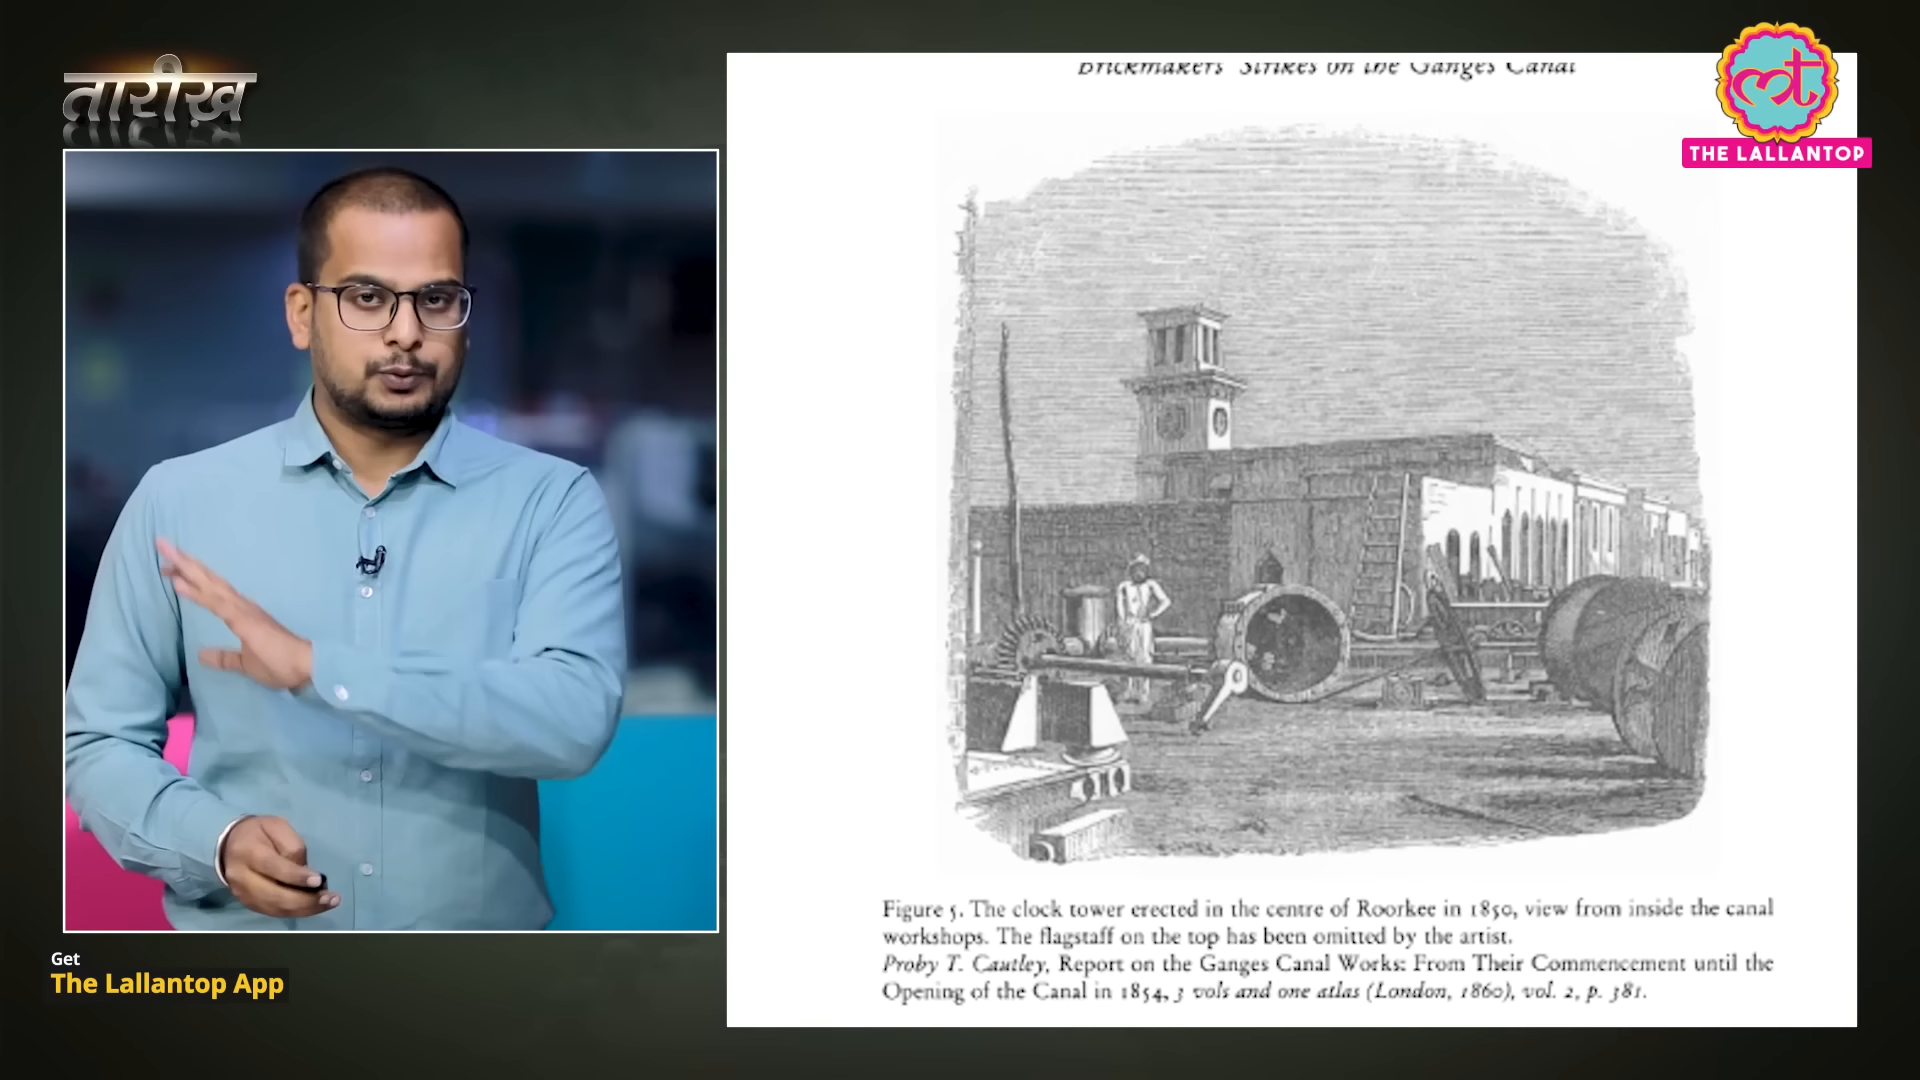 तारीख़
Brickmakers' Strikes on the Ganges Canal
THE LALLANTOP
Figure 5. The clock tower erected in the centre of Roorkee in 1850, view from inside the canal
workshops. The flagstaff on the top has been omitted by the artist.
Proby T. Cautley, Report on the Ganges Canal Works: From Their Commencement until the
Opening of the Canal in 1854, 3 vols and one atlas (London, 1860), vol. 2, p. 381.
Get
The Lallantop App